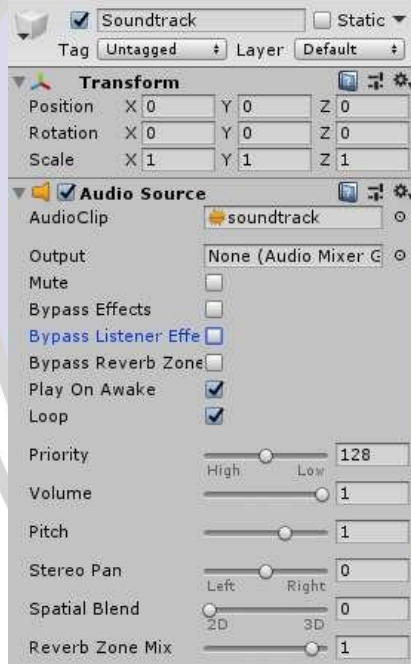 Soundtrack Static
Tag Untagged Layer Default
Transform
Position X 0 Y 0 Z 0
Rotation X 0 Y 0 Z 0
Scale X 1 Y 1 Z 1
Audio Source
AudioClip soundtrack
Output None (Audio Mixer G
Mute
Bypass Effects
Bypass Listener Effe
Bypass Reverb Zone
Play On Awake
Loop
Priority 128
High Low
Volume 1
Pitch 1
Stereo Pan 0
Left Right
Spatial Blend 0
2D 3D
Reverb Zone Mix 1